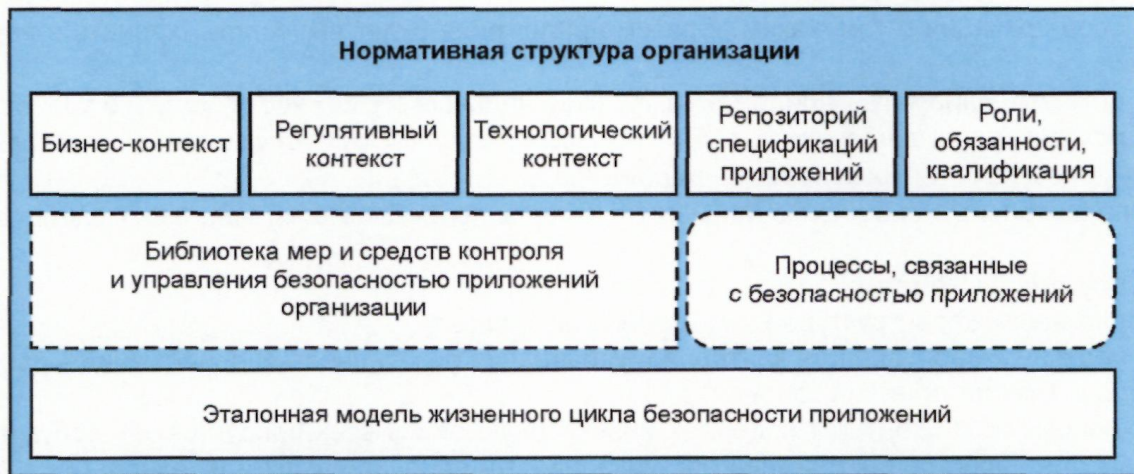 Нормативная структура организации
Бизнес-контекст
Регулятивный
контекст
Технологический
контекст
Репозиторий
спецификаций
приложений
Роли,
обязанности,
квалификация
Библиотека мер и средств контроля
и управления безопасностью приложений
организации
Процессы, связанные
с безопасностью приложений
Эталонная модель жизненного цикла безопасности приложений